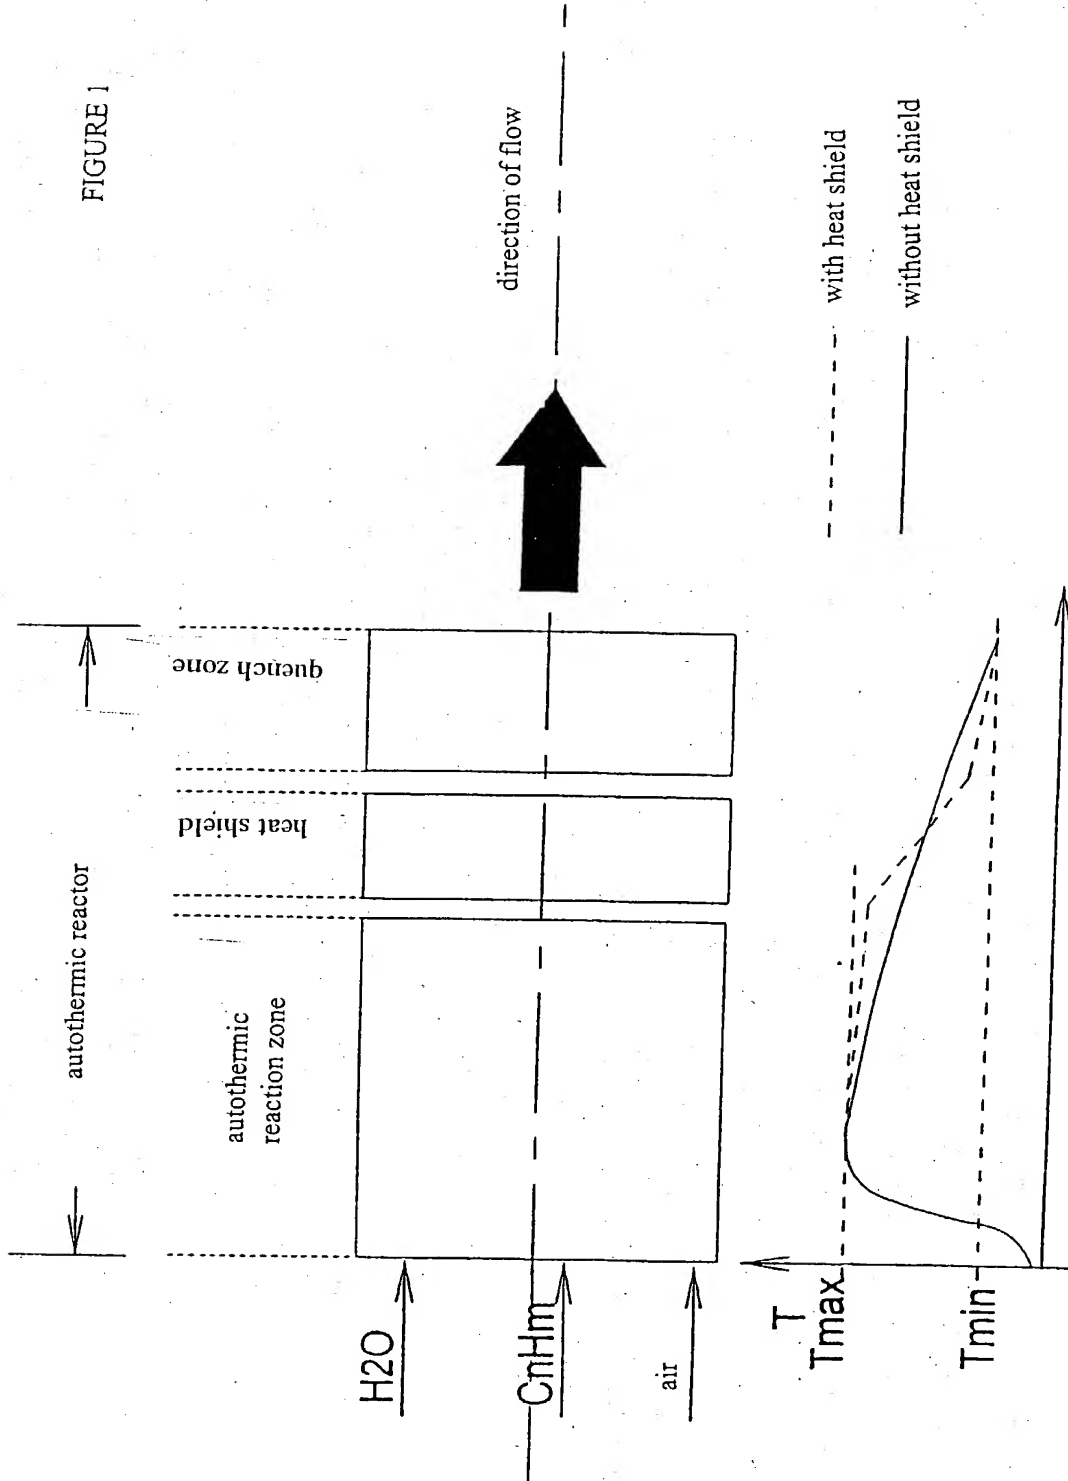 FIGURE 1
autothermic reactor
autothermic
reaction zone
heat shield
quench zone
H2O
CnHm
air
direction of flow
T
Tmax
Tmin
with heat shield
without heat shield